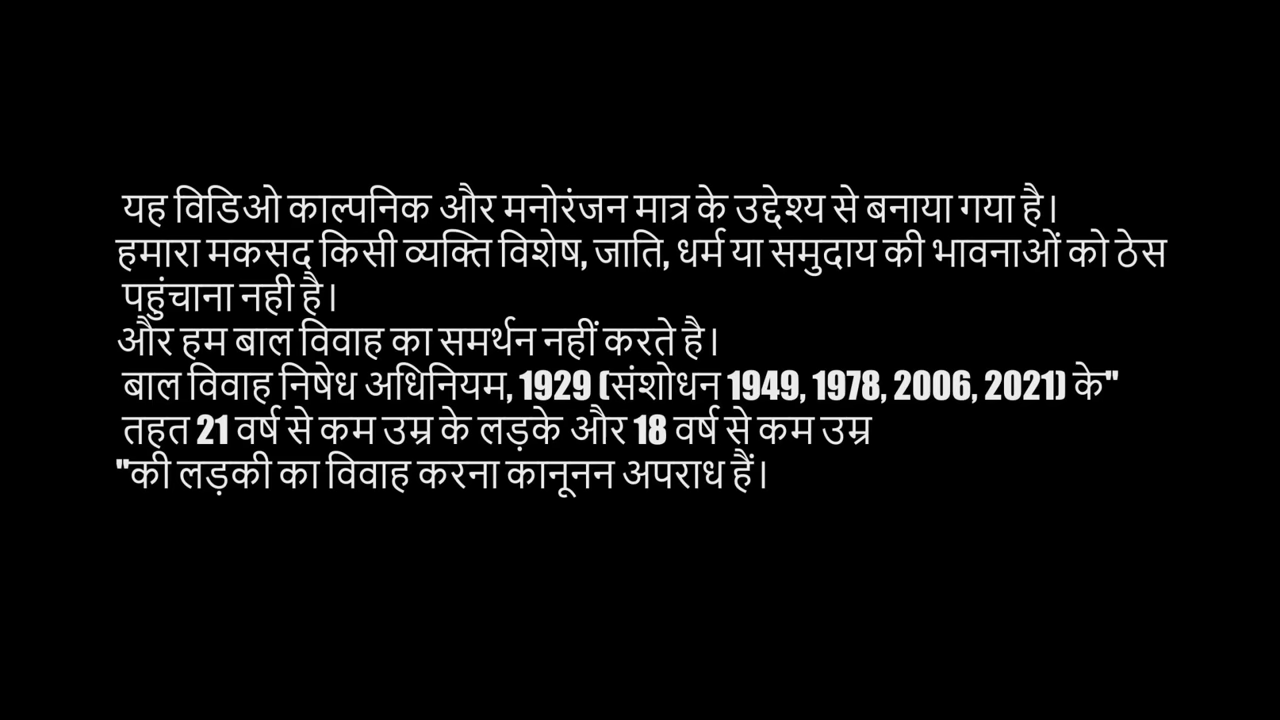 यह विडिओ काल्पनिक और मनोरंजन मात्र के उद्देश्य से बनाया गया है।
हमारा मकसद किसी व्यक्ति विशेष, जाति, धर्म या समुदाय की भावनाओं को ठेस
पहुंचाना नही है।
और हम बाल विवाह का समर्थन नहीं करते है।
बाल विवाह निषेध अधिनियम, 1929 (संशोधन 1949, 1978, 2006, 2021) के"
तहत 21 वर्ष से कम उम्र के लड़के और 18 वर्ष से कम उम्र
"की लड़की का विवाह करना कानूनन अपराध हैं।